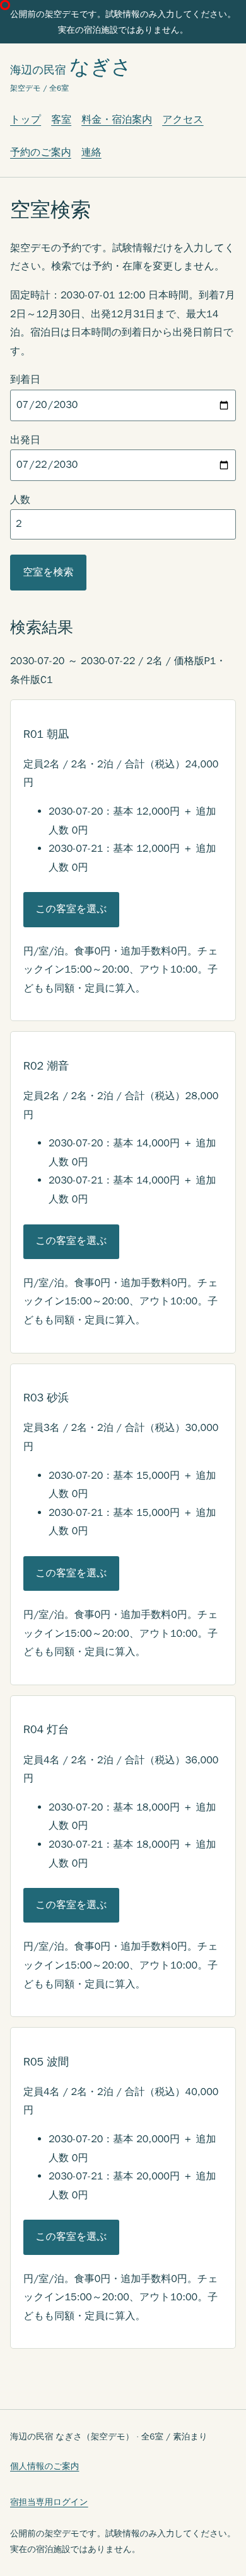 公開前の架空デモです。試験情報のみ入力してください。
実在の宿泊施設ではありません。
海辺の民宿 なぎさ
架空デモ / 全6室
トップ 客室 料金・宿泊案内 アクセス
予約のご案内 連絡
空室検索
架空デモの予約です。試験情報だけを入力してく
ださい。検索では予約・在庫を変更しません。
固定時計：2030-07-01 12:00 日本時間。到着7月
2日～12月30日、出発12月31日まで、最大14
泊。宿泊日は日本時間の到着日から出発日前日で
す。
到着日
07/20/2030
出発日
07/22/2030
人数
2
空室を検索
検索結果
2030-07-20 ～ 2030-07-22 / 2名 / 価格版P1・
条件版C1
R01 朝凪
定員2名 / 2名・2泊 / 合計（税込）24,000
円
2030-07-20：基本 12,000円 ＋ 追加
人数 0円
2030-07-21：基本 12,000円 ＋ 追加
人数 0円
この客室を選ぶ
円/室/泊。食事0円・追加手数料0円。チェ
ックイン15:00～20:00、アウト10:00。子
どもも同額・定員に算入。
R02 潮音
定員2名 / 2名・2泊 / 合計（税込）28,000
円
2030-07-20：基本 14,000円 ＋ 追加
人数 0円
2030-07-21：基本 14,000円 ＋ 追加
人数 0円
この客室を選ぶ
円/室/泊。食事0円・追加手数料0円。チェ
ックイン15:00～20:00、アウト10:00。子
どもも同額・定員に算入。
R03 砂浜
定員3名 / 2名・2泊 / 合計（税込）30,000
円
2030-07-20：基本 15,000円 ＋ 追加
人数 0円
2030-07-21：基本 15,000円 ＋ 追加
人数 0円
この客室を選ぶ
円/室/泊。食事0円・追加手数料0円。チェ
ックイン15:00～20:00、アウト10:00。子
どもも同額・定員に算入。
R04 灯台
定員4名 / 2名・2泊 / 合計（税込）36,000
円
2030-07-20：基本 18,000円 ＋ 追加
人数 0円
2030-07-21：基本 18,000円 ＋ 追加
人数 0円
この客室を選ぶ
円/室/泊。食事0円・追加手数料0円。チェ
ックイン15:00～20:00、アウト10:00。子
どもも同額・定員に算入。
R05 波間
定員4名 / 2名・2泊 / 合計（税込）40,000
円
2030-07-20：基本 20,000円 ＋ 追加
人数 0円
2030-07-21：基本 20,000円 ＋ 追加
人数 0円
この客室を選ぶ
円/室/泊。食事0円・追加手数料0円。チェ
ックイン15:00～20:00、アウト10:00。子
どもも同額・定員に算入。
海辺の民宿 なぎさ（架空デモ） · 全6室 / 素泊まり
個人情報のご案内
宿担当専用ログイン
公開前の架空デモです。試験情報のみ入力してください。
実在の宿泊施設ではありません。